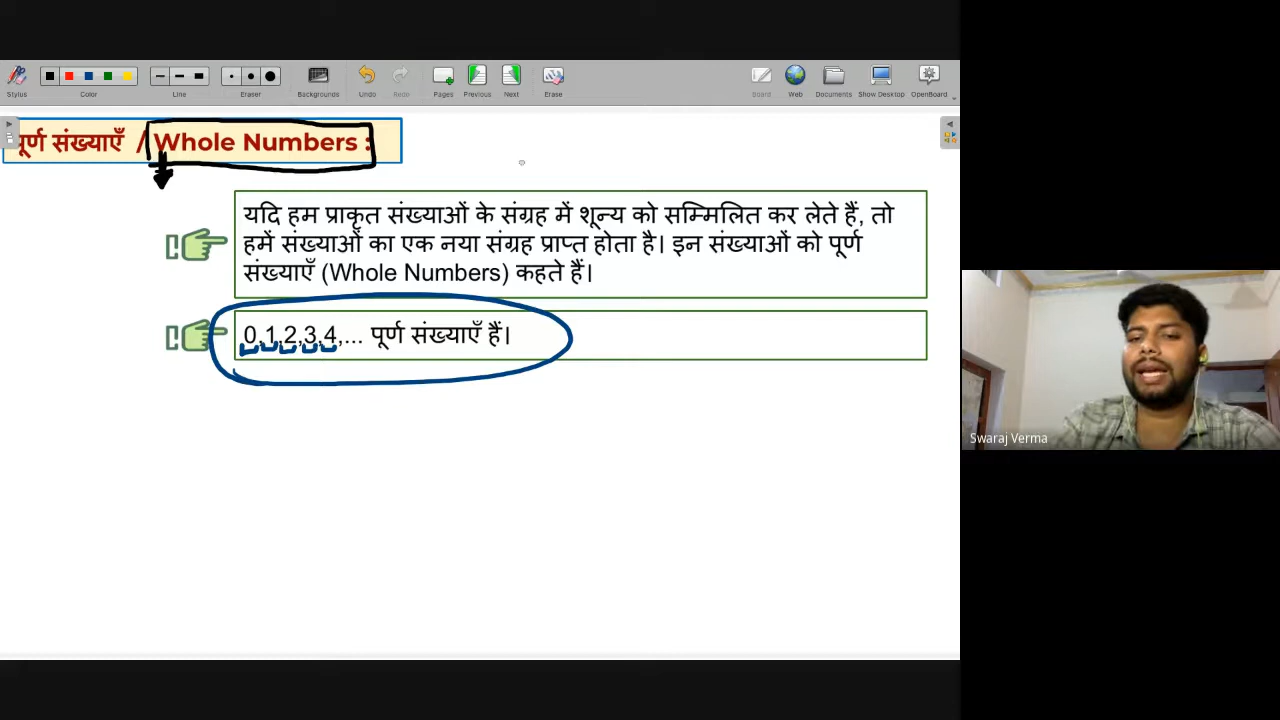 Stylus
Color
Line
Eraser
Backgrounds
Undo
Redo
Pages
Previous
Next
Erase
Board
Web
Documents
Show Desktop
OpenBoard
पूर्ण संख्याएँ / Whole Numbers :
यदि हम प्राकृत संख्याओं के संग्रह में शून्य को सम्मिलित कर लेते हैं, तो
हमें संख्याओं का एक नया संग्रह प्राप्त होता है। इन संख्याओं को पूर्ण
संख्याएँ (Whole Numbers) कहते हैं।
0,1,2,3,4,... पूर्ण संख्याएँ हैं।
Swaraj Verma